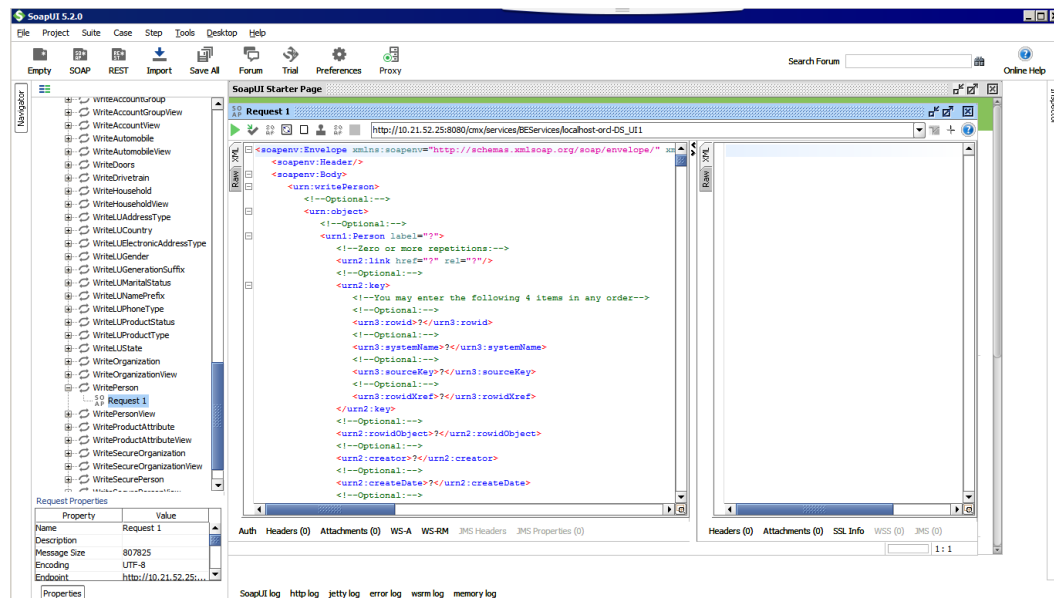 SoapUI 5.2.0
File Project Suite Case Step Tools Desktop Help
Empty SOAP REST Import Save All Forum Trial Preferences Proxy Search Forum Online Help
Navigator
WriteAccountGroup
WriteAccountGroupView
WriteAccountView
WriteAutomobile
WriteAutomobileView
WriteDoors
WriteDrivetrain
WriteHousehold
WriteHouseholdView
WriteLUAddressType
WriteLUCountry
WriteLUElectronicAddressType
WriteLUGender
WriteLUGenerationSuffix
WriteLUMaritalStatus
WriteLUNamePrefix
WriteLUPhoneType
WriteLUProductStatus
WriteLUProductType
WriteLUState
WriteOrganization
WriteOrganizationView
WritePerson
Request 1
WritePersonView
WriteProductAttribute
WriteProductAttributeView
WriteSecureOrganization
WriteSecureOrganizationView
WriteSecurePerson
Request Properties
Property Value
Name Request 1
Description
Message Size 807825
Encoding UTF-8
Endpoint http://10.21.52.25:...
Properties
SoapUI Starter Page
Request 1
http://10.21.52.25:8080/cmx/services/BEServices/localhost-orcl-DS_UI1
XML
Raw
<soapenv:Envelope xmlns:soapenv="http://schemas.xmlsoap.org/soap/envelope/"
<soapenv:Header/>
<soapenv:Body>
<urn:writePerson>
<!--Optional:-->
<urn:object>
<!--Optional:-->
<urn1:Person label="?">
<!--Zero or more repetitions:-->
<urn2:link href="?" rel="?"/>
<!--Optional:-->
<urn2:key>
<!--You may enter the following 4 items in any order-->
<!--Optional:-->
<urn3:rowid>?</urn3:rowid>
<!--Optional:-->
<urn3:systemName>?</urn3:systemName>
<!--Optional:-->
<urn3:sourceKey>?</urn3:sourceKey>
<!--Optional:-->
<urn3:rowidXref>?</urn3:rowidXref>
</urn2:key>
<!--Optional:-->
<urn2:rowidObject>?</urn2:rowidObject>
<!--Optional:-->
<urn2:creator>?</urn2:creator>
<!--Optional:-->
<urn2:createDate>?</urn2:createDate>
<!--Optional:-->
XML
Raw
Auth Headers (0) Attachments (0) WS-A WS-RM JMS Headers JMS Properties (0)
Headers (0) Attachments (0) SSL Info WSS (0) JMS (0)
1:1
SoapUI log http log jetty log error log wsrm log memory log